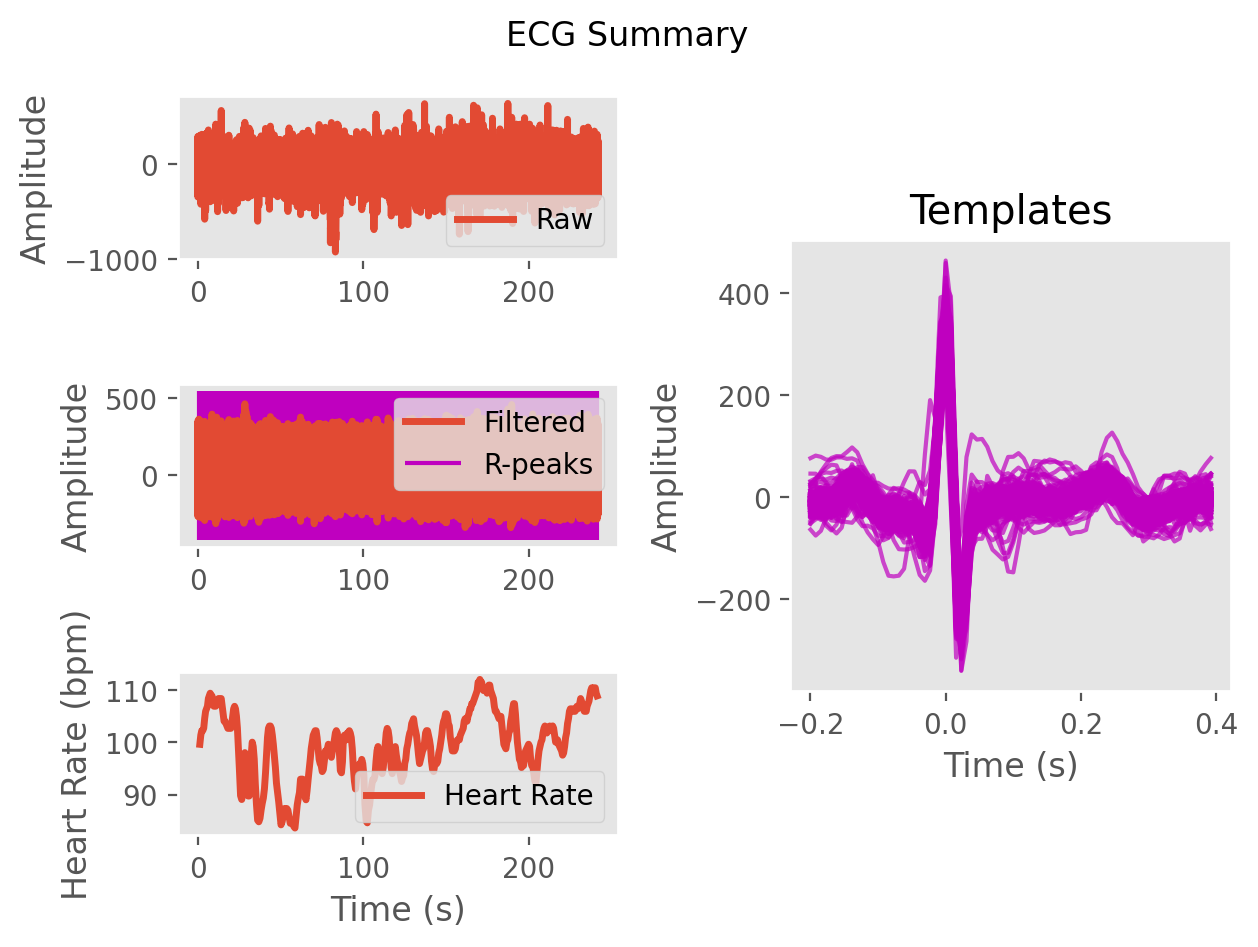 ECG Summary
Amplitude
0
−1000
Raw
0 100 200
Amplitude
500
0
Filtered
R-peaks
0 100 200
Heart Rate (bpm)
110
100
90
Heart Rate
0 100 200
Time (s)
Templates
Amplitude
400
200
0
−200
−0.2 0.0 0.2 0.4
Time (s)